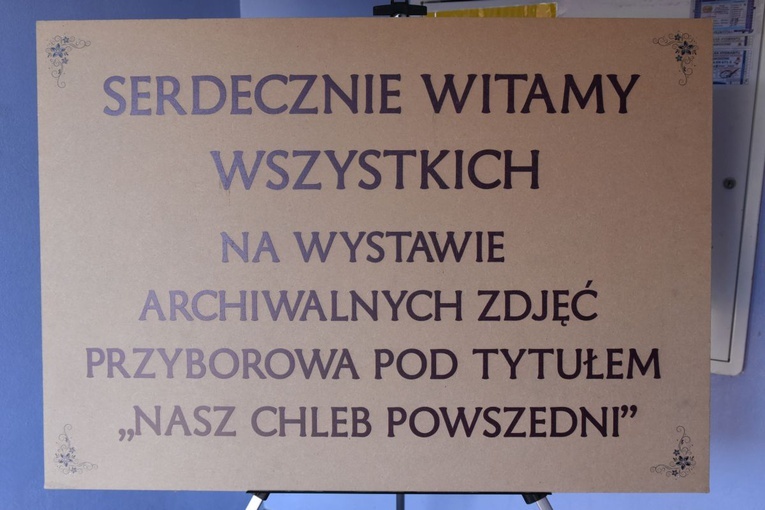 SERDECZNIE WITAMY
WSZYSTKICH
NA WYSTAWIE
ARCHIWALNYCH ZDJĘĆ
PRZYBOROWA POD TYTUŁEM
„NASZ CHLEB POWSZEDNI”